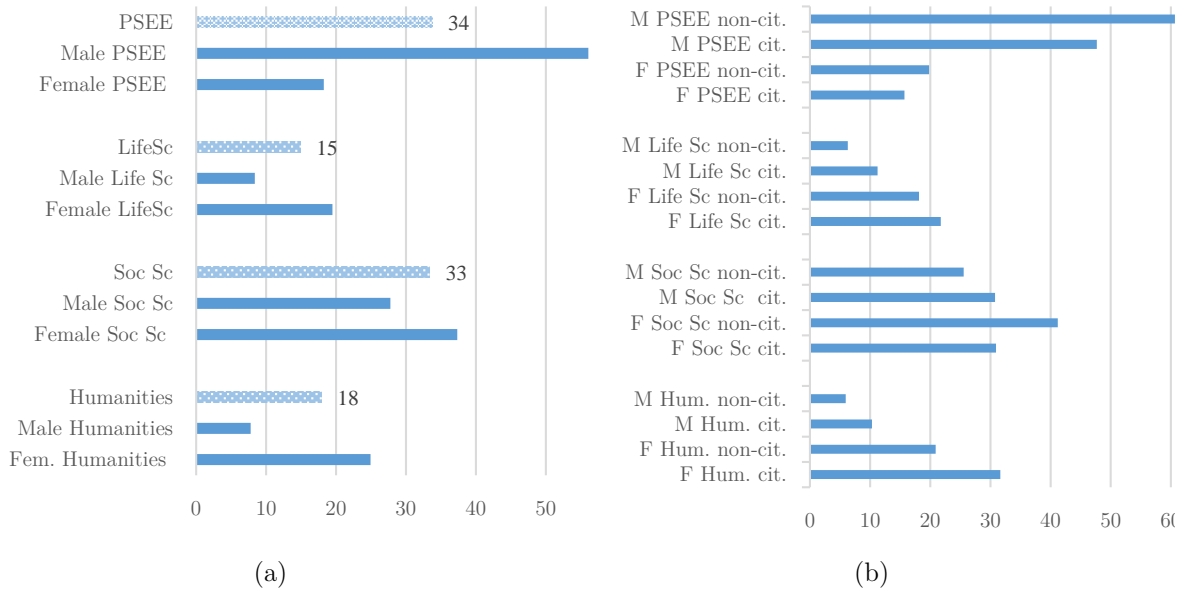 PSEE 34
Male PSEE
Female PSEE
LifeSc 15
Male Life Sc
Female LifeSc
Soc Sc 33
Male Soc Sc
Female Soc Sc
Humanities 18
Male Humanities
Fem. Humanities
0 10 20 30 40 50
(a)
M PSEE non-cit.
M PSEE cit.
F PSEE non-cit.
F PSEE cit.
M Life Sc non-cit.
M Life Sc cit.
F Life Sc non-cit.
F Life Sc cit.
M Soc Sc non-cit.
M Soc Sc cit.
F Soc Sc non-cit.
F Soc Sc cit.
M Hum. non-cit.
M Hum. cit.
F Hum. non-cit.
F Hum. cit.
0 10 20 30 40 50 60
(b)